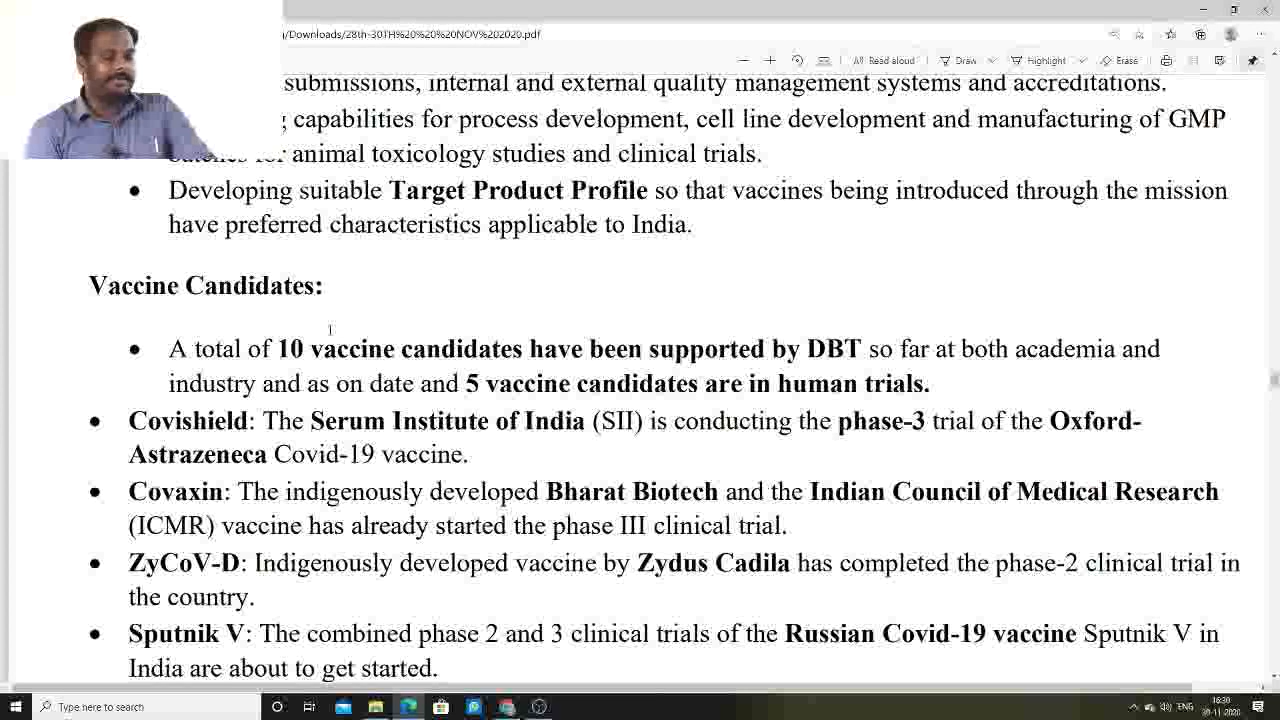 /Downloads/28th-30TH%20%20%20NOV%202020.pdf
Read aloud
Draw
Highlight
Erase
submissions, internal and external quality management systems and accreditations.
capabilities for process development, cell line development and manufacturing of GMP
batches for animal toxicology studies and clinical trials.
• Developing suitable Target Product Profile so that vaccines being introduced through the mission
have preferred characteristics applicable to India.
Vaccine Candidates:
• A total of 10 vaccine candidates have been supported by DBT so far at both academia and
industry and as on date and 5 vaccine candidates are in human trials.
• Covishield: The Serum Institute of India (SII) is conducting the phase-3 trial of the Oxford-
Astrazeneca Covid-19 vaccine.
• Covaxin: The indigenously developed Bharat Biotech and the Indian Council of Medical Research
(ICMR) vaccine has already started the phase III clinical trial.
• ZyCoV-D: Indigenously developed vaccine by Zydus Cadila has completed the phase-2 clinical trial in
the country.
• Sputnik V: The combined phase 2 and 3 clinical trials of the Russian Covid-19 vaccine Sputnik V in
India are about to get started.
Type here to search
16:30
30-11-2020